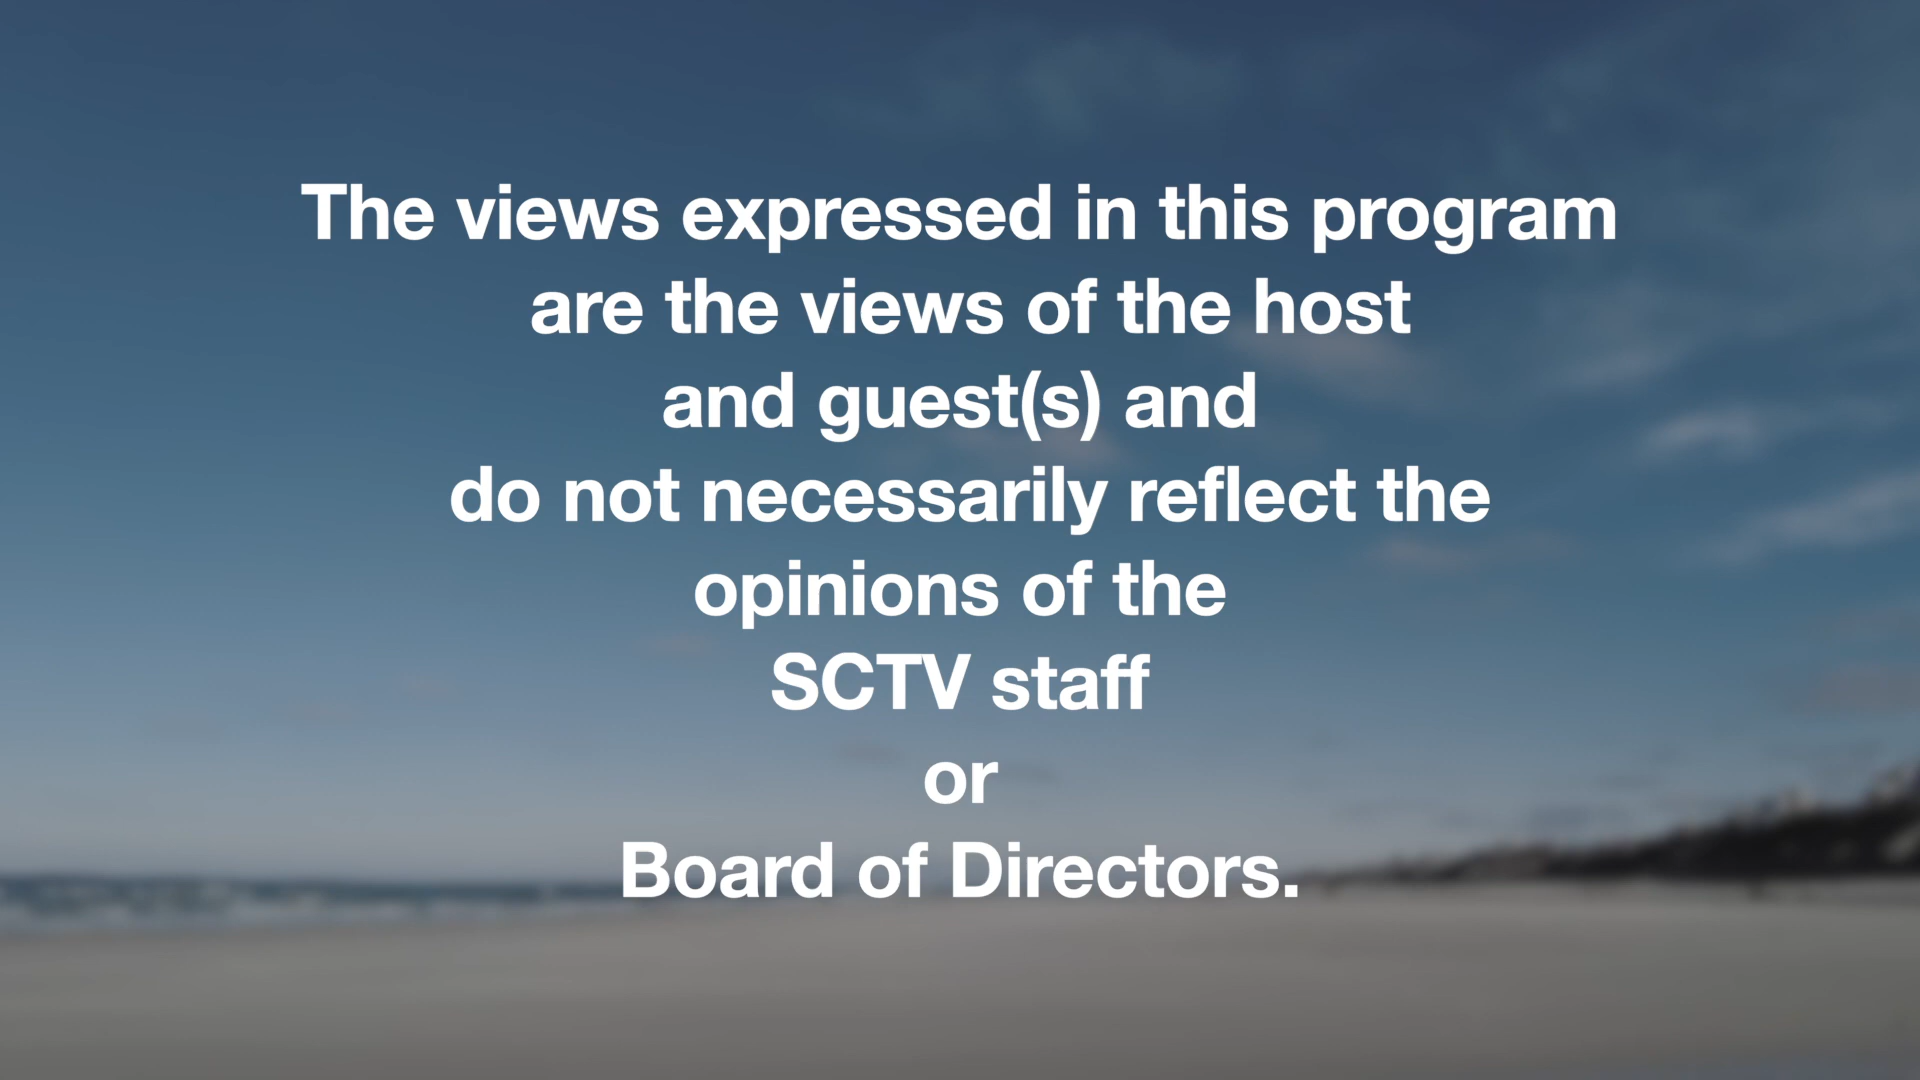 The views expressed in this program
are the views of the host
and guest(s) and
do not necessarily reflect the
opinions of the
SCTV staff
or
Board of Directors.